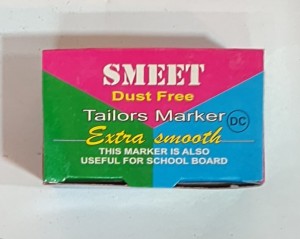 SMEET
Dust Free
Tailors Marker DC
Extra smooth
THIS MARKER IS ALSO
USEFUL FOR SCHOOL BOARD